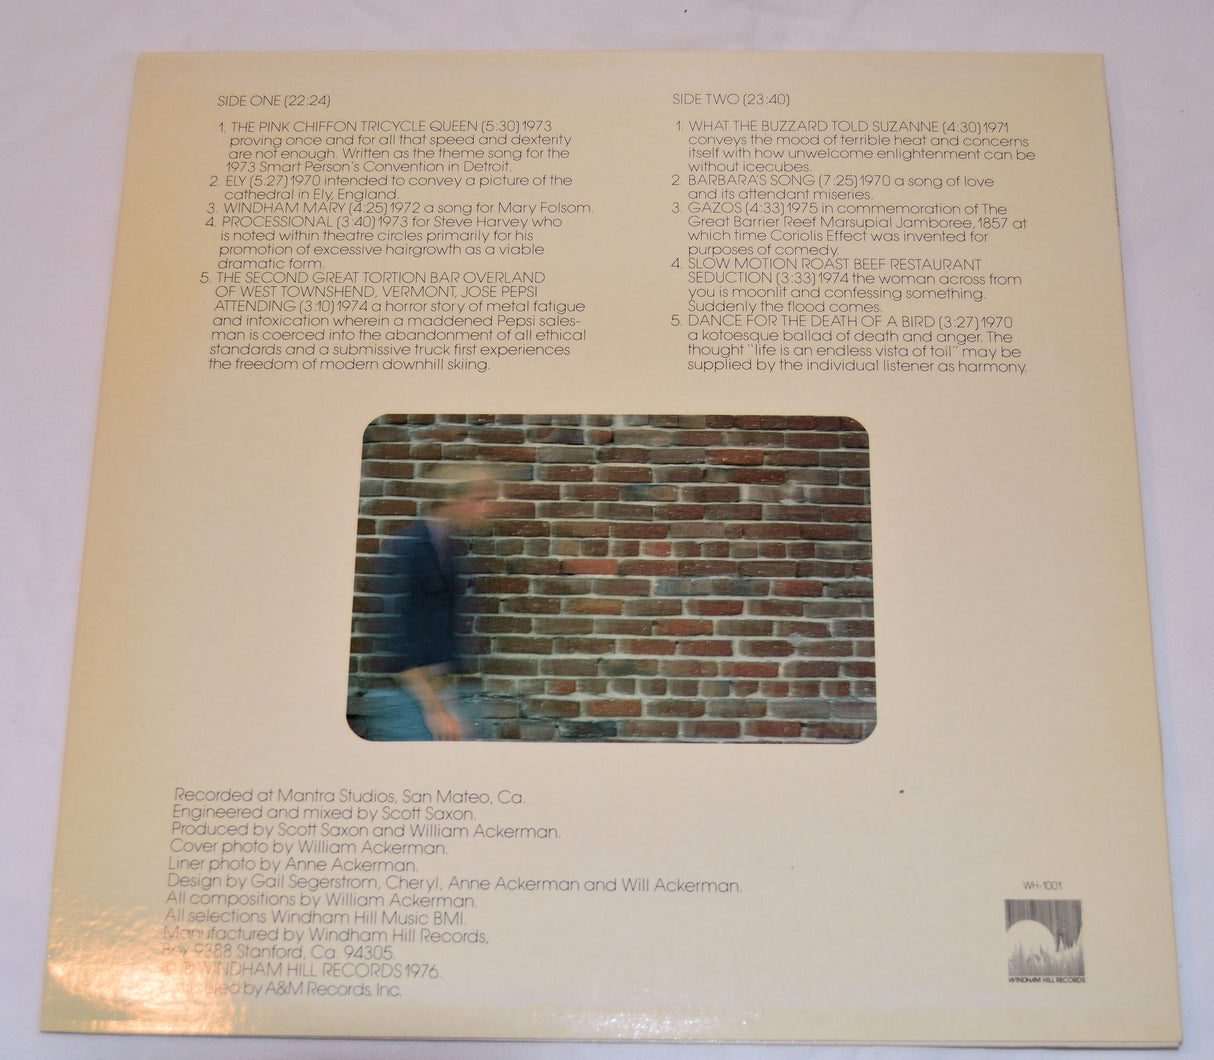 SIDE ONE (22:24)
1. THE PINK CHIFFON TRICYCLE QUEEN (5:30) 1973
proving once and for all that speed and dexterity
are not enough. Written as the theme song for the
1973 Smart Person's Convention in Detroit.
2. ELY (5:27) 1970 intended to convey a picture of the
cathedral in Ely, England.
3. WINDHAM MARY (4:25) 1972 a song for Mary Folsom.
4. PROCESSIONAL (3:40) 1973 for Steve Harvey who
is noted within theatre circles primarily for his
promotion of excessive hairgrowth as a viable
dramatic form.
5. THE SECOND GREAT TORTION BAR OVERLAND
OF WEST TOWNSHEND, VERMONT, JOSE PEPSI
ATTENDING (3:10) 1974 a horror story of metal fatigue
and intoxication wherein a maddened Pepsi sales-
man is coerced into the abandonment of all ethical
standards and a submissive truck first experiences
the freedom of modern downhill skiing.
SIDE TWO (23:40)
1. WHAT THE BUZZARD TOLD SUZANNE (4:30) 1971
conveys the mood of terrible heat and concerns
itself with how unwelcome enlightenment can be
without icecubes.
2. BARBARA'S SONG (7:25) 1970 a song of love
and its attendant miseries.
3. GAZOS (4:33) 1975 in commemoration of The
Great Barrier Reef Marsupial Jamboree, 1857 at
which time Coriolis Effect was invented for
purposes of comedy.
4. SLOW MOTION ROAST BEEF RESTAURANT
SEDUCTION (3:33) 1974 the woman across from
you is moonlit and confessing something.
Suddenly the flood comes.
5. DANCE FOR THE DEATH OF A BIRD (3:27) 1970
a kotoesque ballad of death and anger. The
thought "life is an endless vista of toil" may be
supplied by the individual listener as harmony.
Recorded at Mantra Studios, San Mateo, Ca.
Engineered and mixed by Scott Saxon.
Produced by Scott Saxon and William Ackerman.
Cover photo by William Ackerman.
Liner photo by Anne Ackerman.
Design by Gail Segerstrom, Cheryl, Anne Ackerman and Will Ackerman.
All compositions by William Ackerman.
All selections Windham Hill Music BMI.
Manufactured by Windham Hill Records,
Box 9388 Stanford, Ca. 94305.
© ℗ WINDHAM HILL RECORDS 1976.
by A&M Records, Inc.
WH-1001
WINDHAM HILL RECORDS